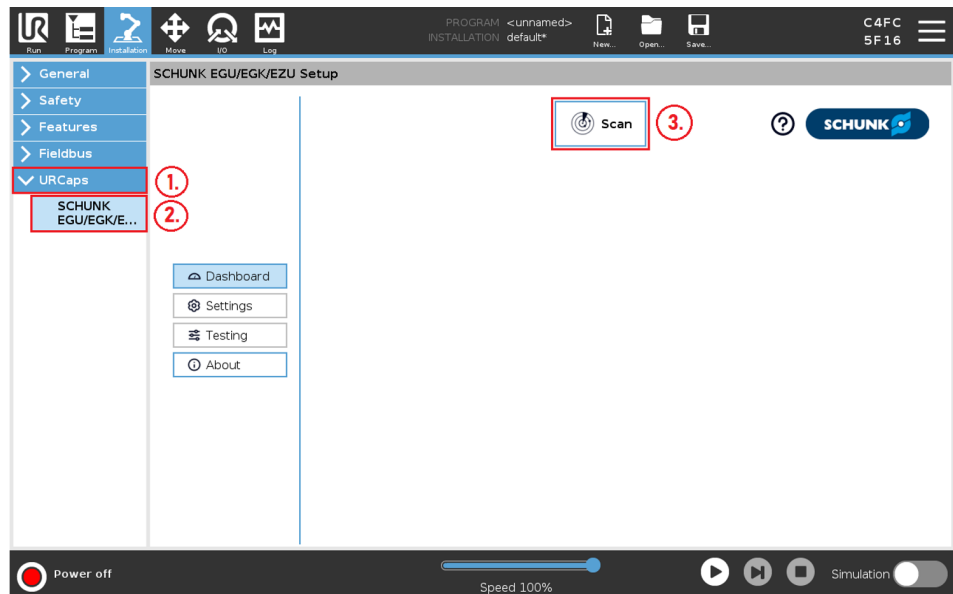 PROGRAM <unnamed>
INSTALLATION default*
C4FC
5F16
Run Program Installation Move I/O Log New... Open... Save...
General
SCHUNK EGU/EGK/EZU Setup
Safety
Features
Fieldbus
URCaps
1.
SCHUNK
EGU/EGK/E...
2.
Scan
3.
SCHUNK
Dashboard
Settings
Testing
About
Power off
Speed 100%
Simulation